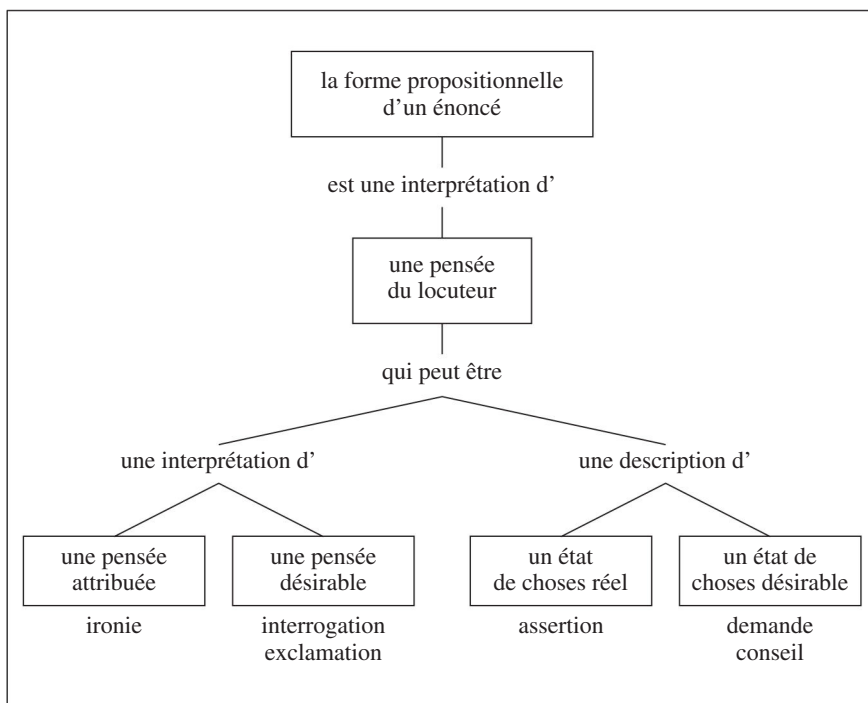 la forme propositionnelle
d’un énoncé
est une interprétation d’
une pensée
du locuteur
qui peut être
une interprétation d’
une description d’
une pensée
attribuée
une pensée
désirable
un état
de choses réel
un état de
choses désirable
ironie
interrogation
exclamation
assertion
demande
conseil